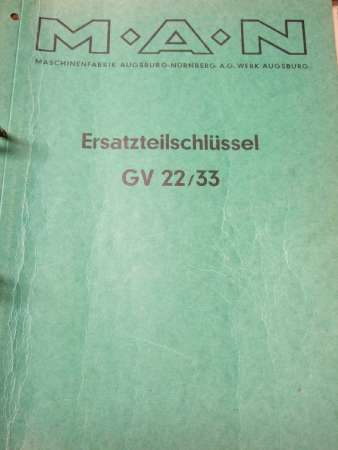 M·A·N
MASCHINENFABRIK AUGSBURG-NÜRNBERG A.G. WERK AUGSBURG
Ersatzteilschlüssel
GV 22/33